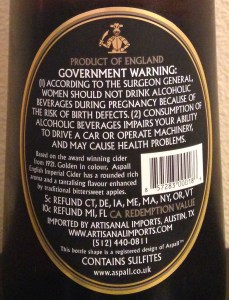 PRODUCT OF ENGLAND
GOVERNMENT WARNING:
(1) ACCORDING TO THE SURGEON GENERAL,
WOMEN SHOULD NOT DRINK ALCOHOLIC
BEVERAGES DURING PREGNANCY BECAUSE OF
THE RISK OF BIRTH DEFECTS. (2) CONSUMPTION OF
ALCOHOLIC BEVERAGES IMPAIRS YOUR ABILITY
TO DRIVE A CAR OR OPERATE MACHINERY,
AND MAY CAUSE HEALTH PROBLEMS.
Based on the award winning cider
from 1921. Golden in colour, Aspall
English Imperial Cider has a rounded rich
aroma and a tantalising flavour enhanced
by traditional bittersweet apples.
5c REFUND CT, DE, IA, ME, MA, NY, OR, VT
10c REFUND MI, FL CA REDEMPTION VALUE
IMPORTED BY ARTISANAL IMPORTS, AUSTIN, TX
WWW.ARTISANALIMPORTS.COM
(512) 440-0811
This bottle shape is a registered design of Aspall™
CONTAINS SULFITES
www.aspall.co.uk